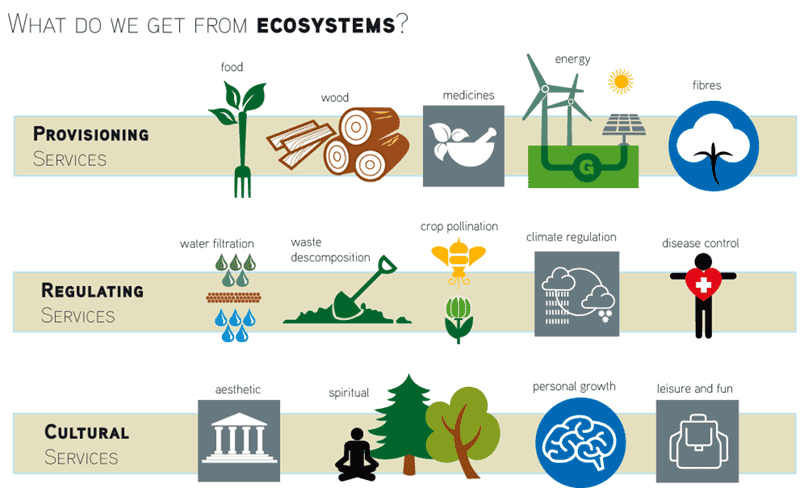 What do we get from ecosystems?
food
wood
medicines
energy
fibres
Provisioning
Services
G
water filtration
waste
decomposition
crop pollination
climate regulation
disease control
Regulating
Services
aesthetic
spiritual
personal growth
leisure and fun
Cultural
Services